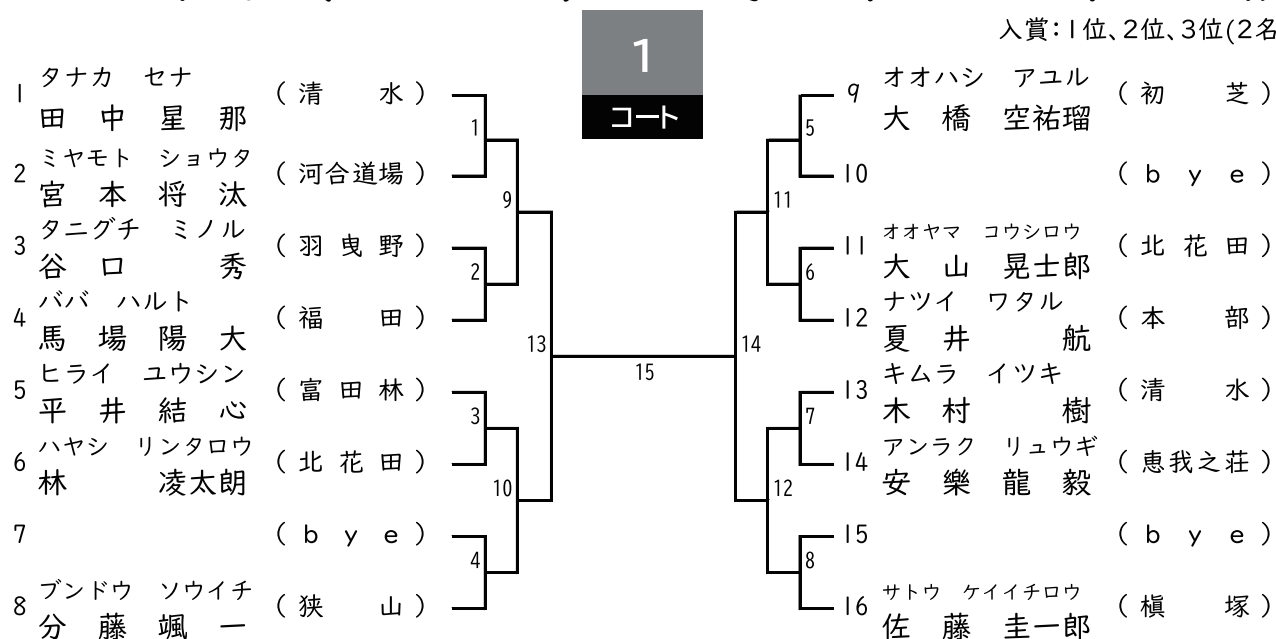 入賞：1位、2位、3位(2名
1
コート
タナカ セナ
1 田中星那 (清水)
ミヤモト ショウタ
2 宮本将汰 (河合道場)
タニグチ ミノル
3 谷口秀 (羽曳野)
ババ ハルト
4 馬場陽大 (福田)
ヒライ ユウシン
5 平井結心 (富田林)
ハヤシ リンタロウ
6 林凌太朗 (北花田)
7 (bye)
ブンドウ ソウイチ
8 分藤颯一 (狭山)
1
2
3
4
9
10
13
15
14
11
12
5
6
7
8
オオハシ アユル
9 大橋空祐瑠 (初芝)
10 (bye)
オオヤマ コウシロウ
11 大山晃士郎 (北花田)
ナツイ ワタル
12 夏井航 (本部)
キムラ イツキ
13 木村樹 (清水)
アンラク リュウギ
14 安樂龍毅 (恵我之荘)
15 (bye)
サトウ ケイイチロウ
16 佐藤圭一郎 (槇塚)